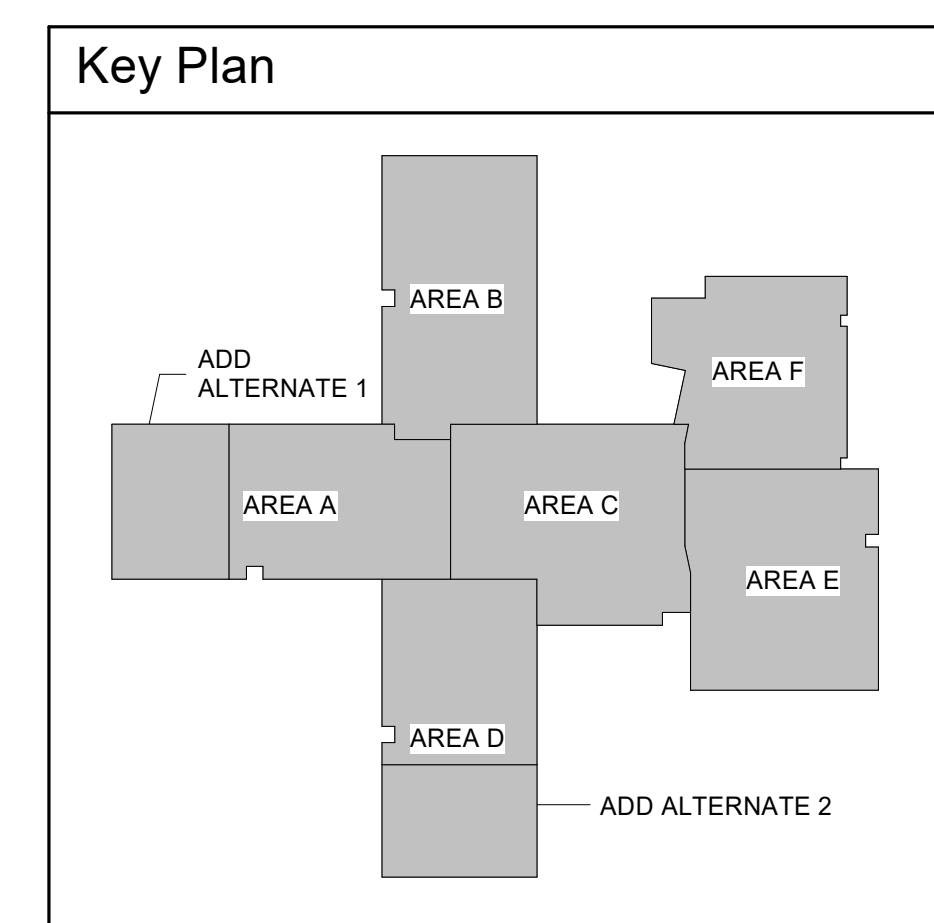 Key Plan
AREA B
ADD
ALTERNATE 1
AREA F
AREA A
AREA C
AREA E
AREA D
ADD ALTERNATE 2